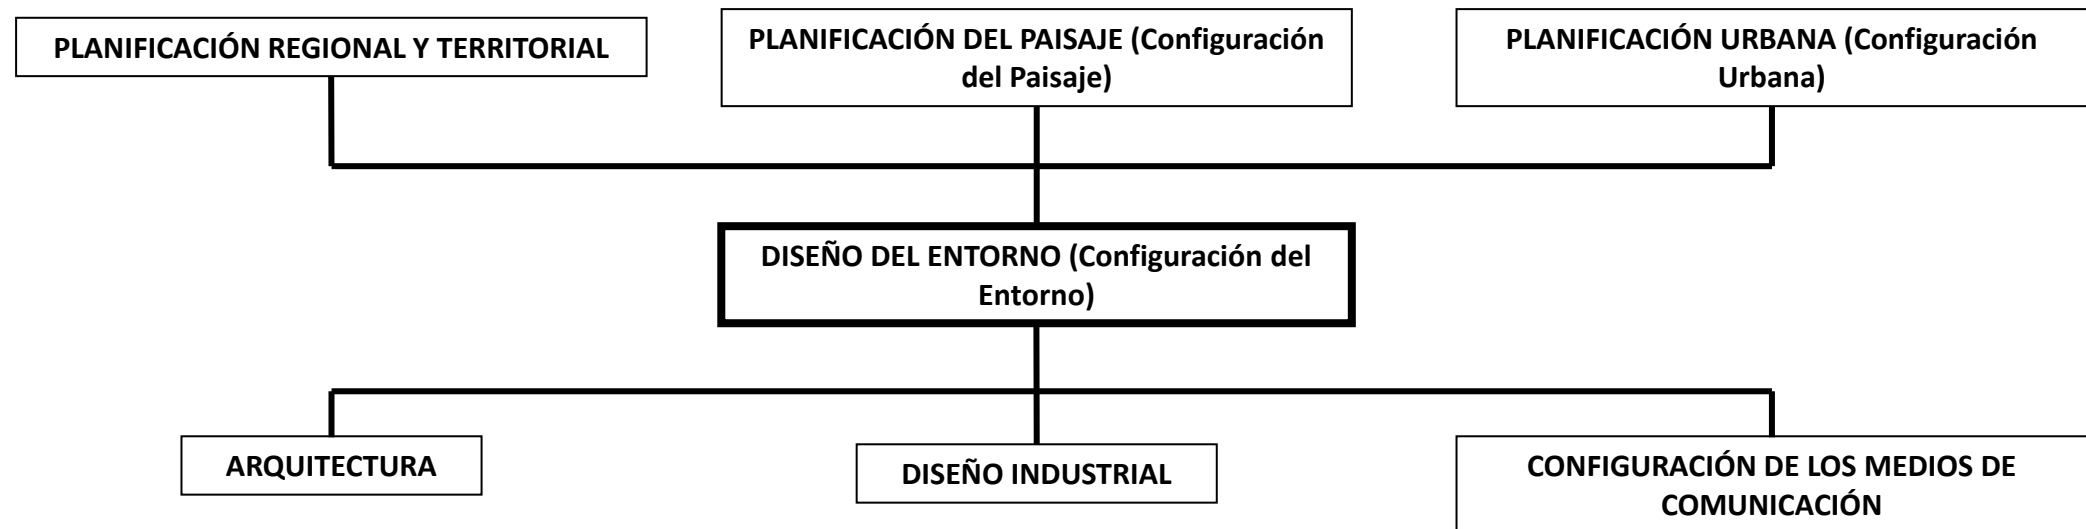 PLANIFICACIÓN REGIONAL Y TERRITORIAL
PLANIFICACIÓN DEL PAISAJE (Configuración
del Paisaje)
PLANIFICACIÓN URBANA (Configuración
Urbana)
DISEÑO DEL ENTORNO (Configuración del
Entorno)
ARQUITECTURA
DISEÑO INDUSTRIAL
CONFIGURACIÓN DE LOS MEDIOS DE
COMUNICACIÓN